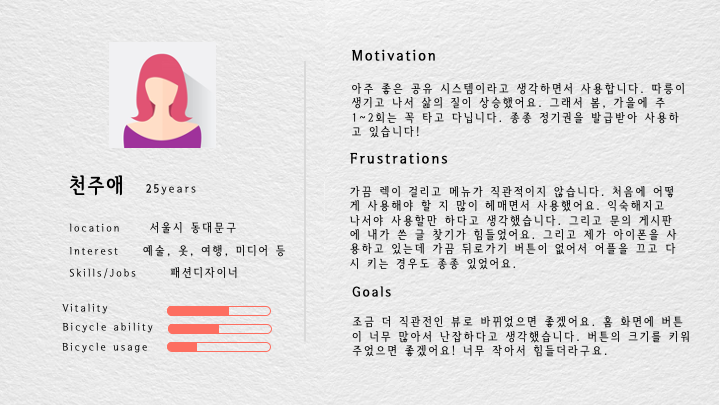 천주애 25years
location 서울시 동대문구
Interest 예술, 옷, 여행, 미디어 등
Skills/Jobs 패션디자이너
Vitality
Bicycle ability
Bicycle usage
Motivation
아주 좋은 공유 시스템이라고 생각하면서 사용합니다. 따릉이
생기고 나서 삶의 질이 상승했어요. 그래서 봄, 가을에 주
1~2회는 꼭 타고 다닙니다. 종종 정기권을 발급받아 사용하
고 있습니다!
Frustrations
가끔 렉이 걸리고 메뉴가 직관적이지 않습니다. 처음에 어떻
게 사용해야 할 지 많이 헤매면서 사용했어요. 익숙해지고
나서야 사용할만 하다고 생각했습니다. 그리고 문의 게시판
에 내가 쓴 글 찾기가 힘들었어요. 그리고 제가 아이폰을 사
용하고 있는데 가끔 뒤로가기 버튼이 없어서 어플을 끄고 다
시 키는 경우도 종종 있었어요.
Goals
조금 더 직관전인 뷰로 바뀌었으면 좋겠어요. 홈 화면에 버튼
이 너무 많아서 난잡하다고 생각했습니다. 버튼의 크기를 키워
주었으면 좋겠어요! 너무 작아서 힘들더라구요.